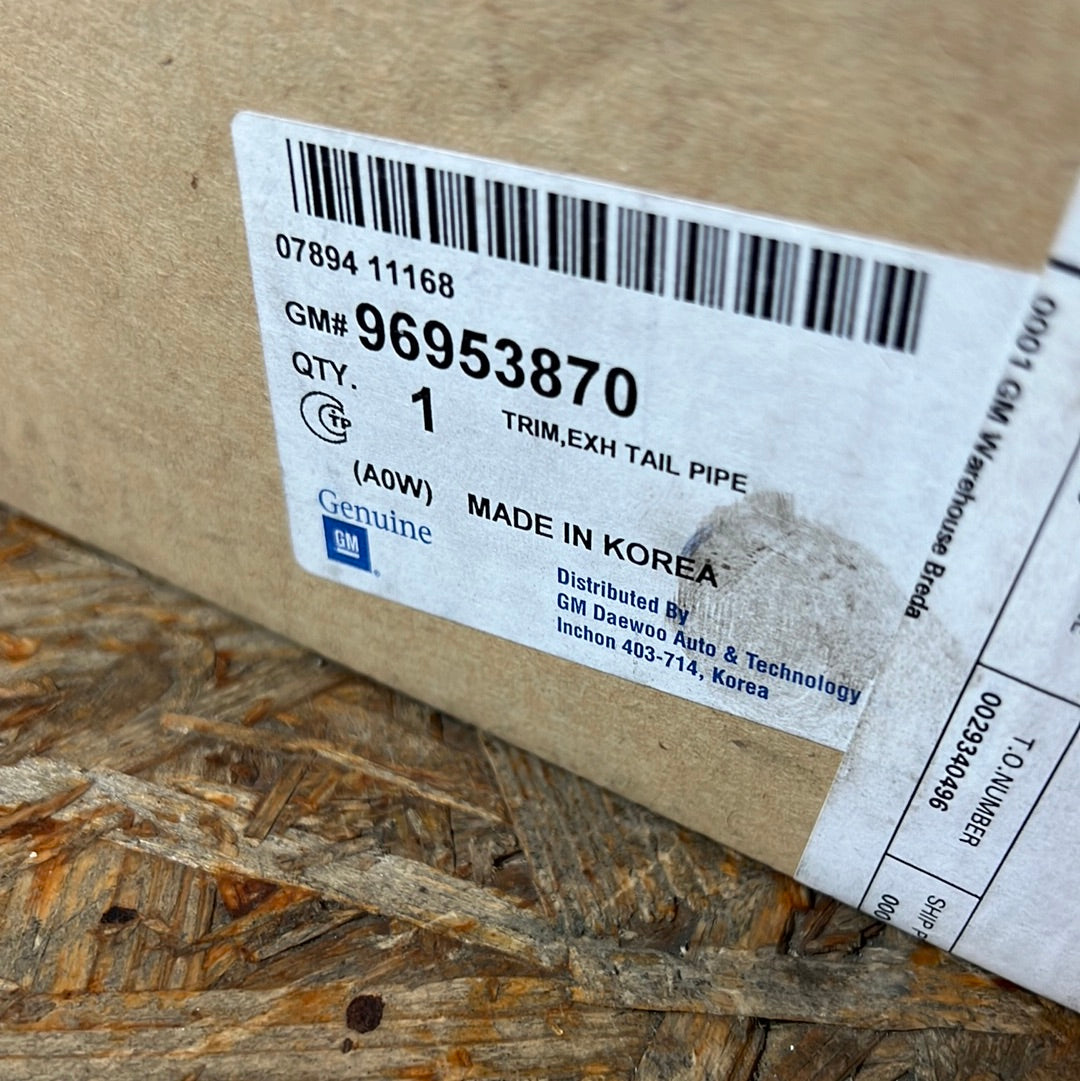 07894 11168
GM# 96953870
QTY. 1 TRIM,EXH TAIL PIPE
(A0W) MADE IN KOREA
Genuine
GM
Distributed By
GM Daewoo Auto & Technology
Inchon 403-714, Korea
0001 GM Warehouse Breda
T.O.NUMBER
0029340496
SHIP